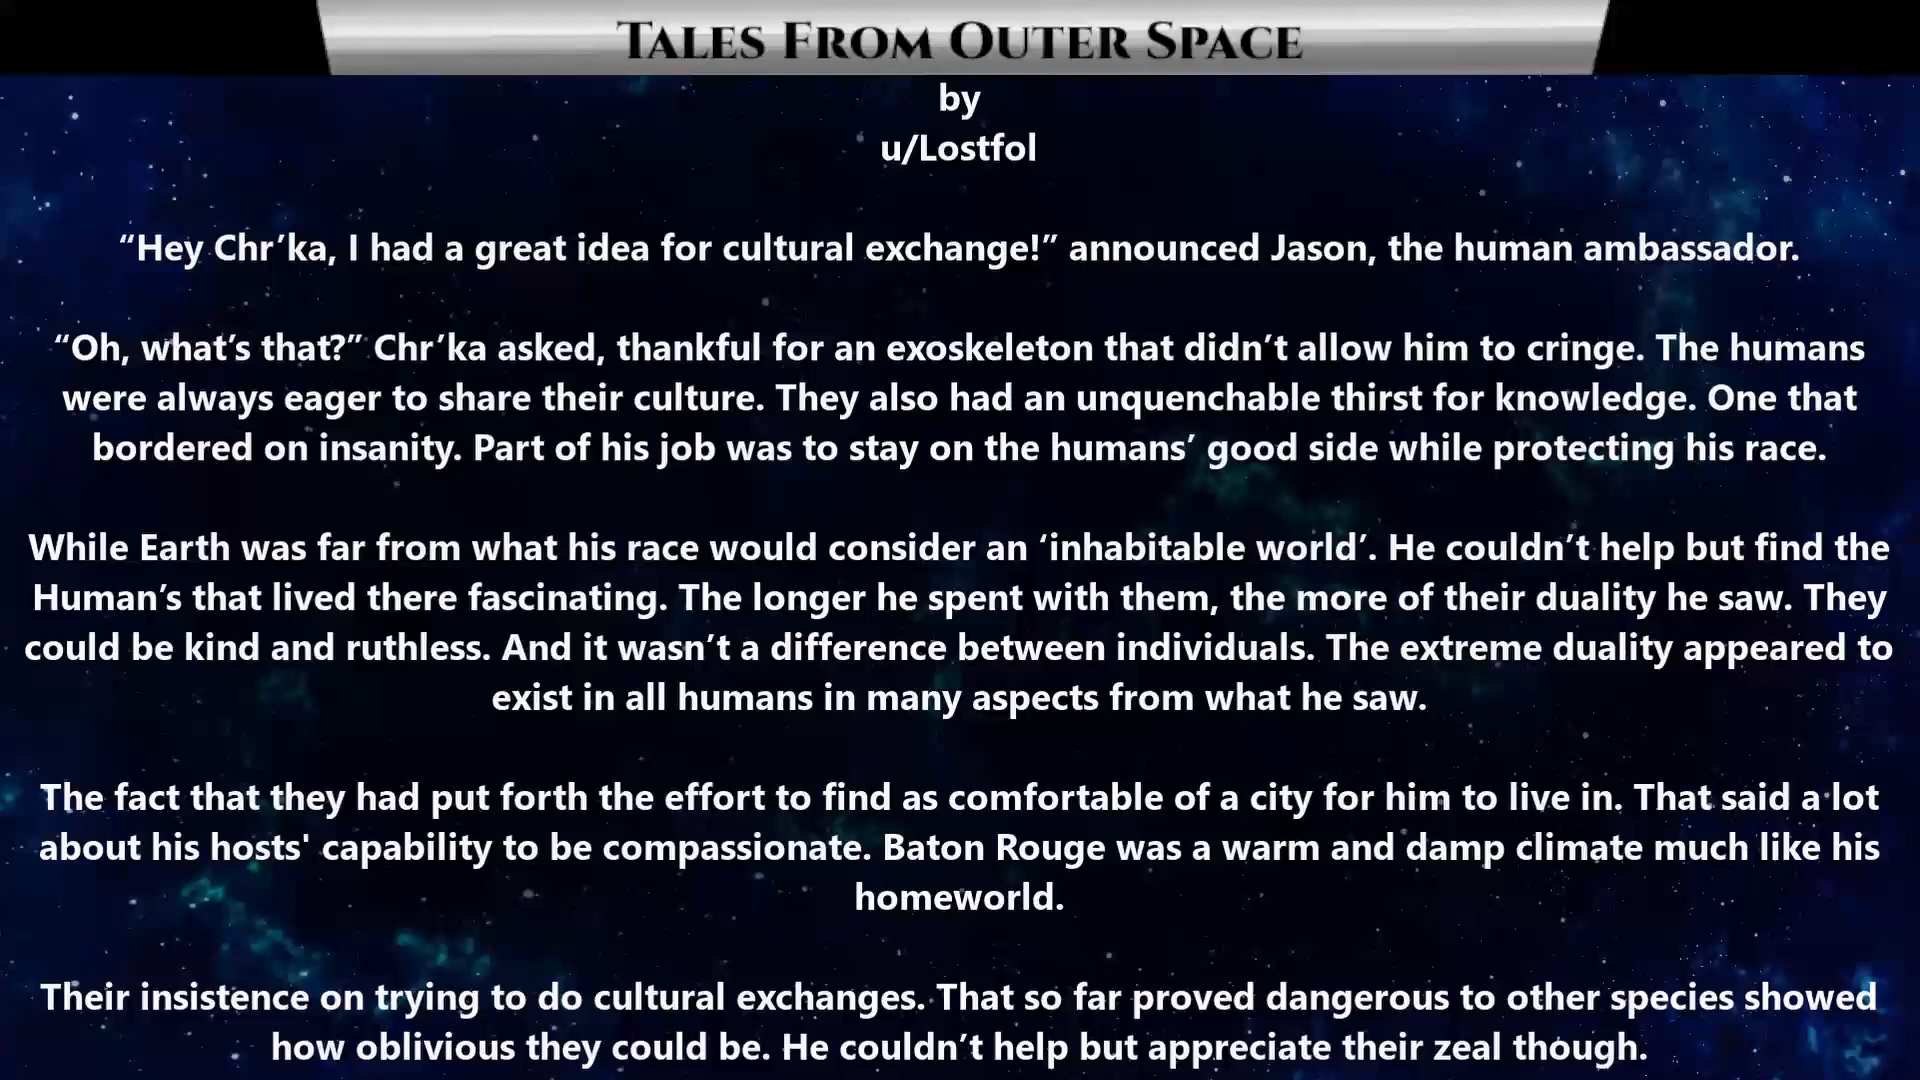 Tales From Outer Space
by
u/Lostfol
“Hey Chr’ka, I had a great idea for cultural exchange!” announced Jason, the human ambassador.
“Oh, what’s that?” Chr’ka asked, thankful for an exoskeleton that didn’t allow him to cringe. The humans
were always eager to share their culture. They also had an unquenchable thirst for knowledge. One that
bordered on insanity. Part of his job was to stay on the humans’ good side while protecting his race.
While Earth was far from what his race would consider an ‘inhabitable world’. He couldn’t help but find the
Human’s that lived there fascinating. The longer he spent with them, the more of their duality he saw. They
could be kind and ruthless. And it wasn’t a difference between individuals. The extreme duality appeared to
exist in all humans in many aspects from what he saw.
The fact that they had put forth the effort to find as comfortable of a city for him to live in. That said a lot
about his hosts' capability to be compassionate. Baton Rouge was a warm and damp climate much like his
homeworld.
Their insistence on trying to do cultural exchanges. That so far proved dangerous to other species showed
how oblivious they could be. He couldn’t help but appreciate their zeal though.